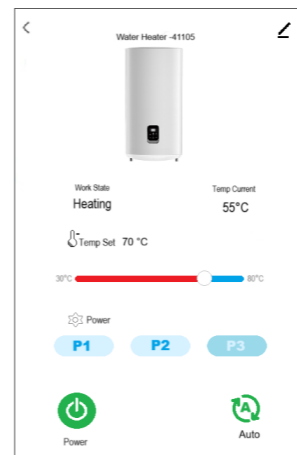 Water Heater -41105
Work State
Temp Current
Heating
55°C
Temp Set 70 °C
30°C
80°C
Power
P1
P2
P3
A
Power
Auto